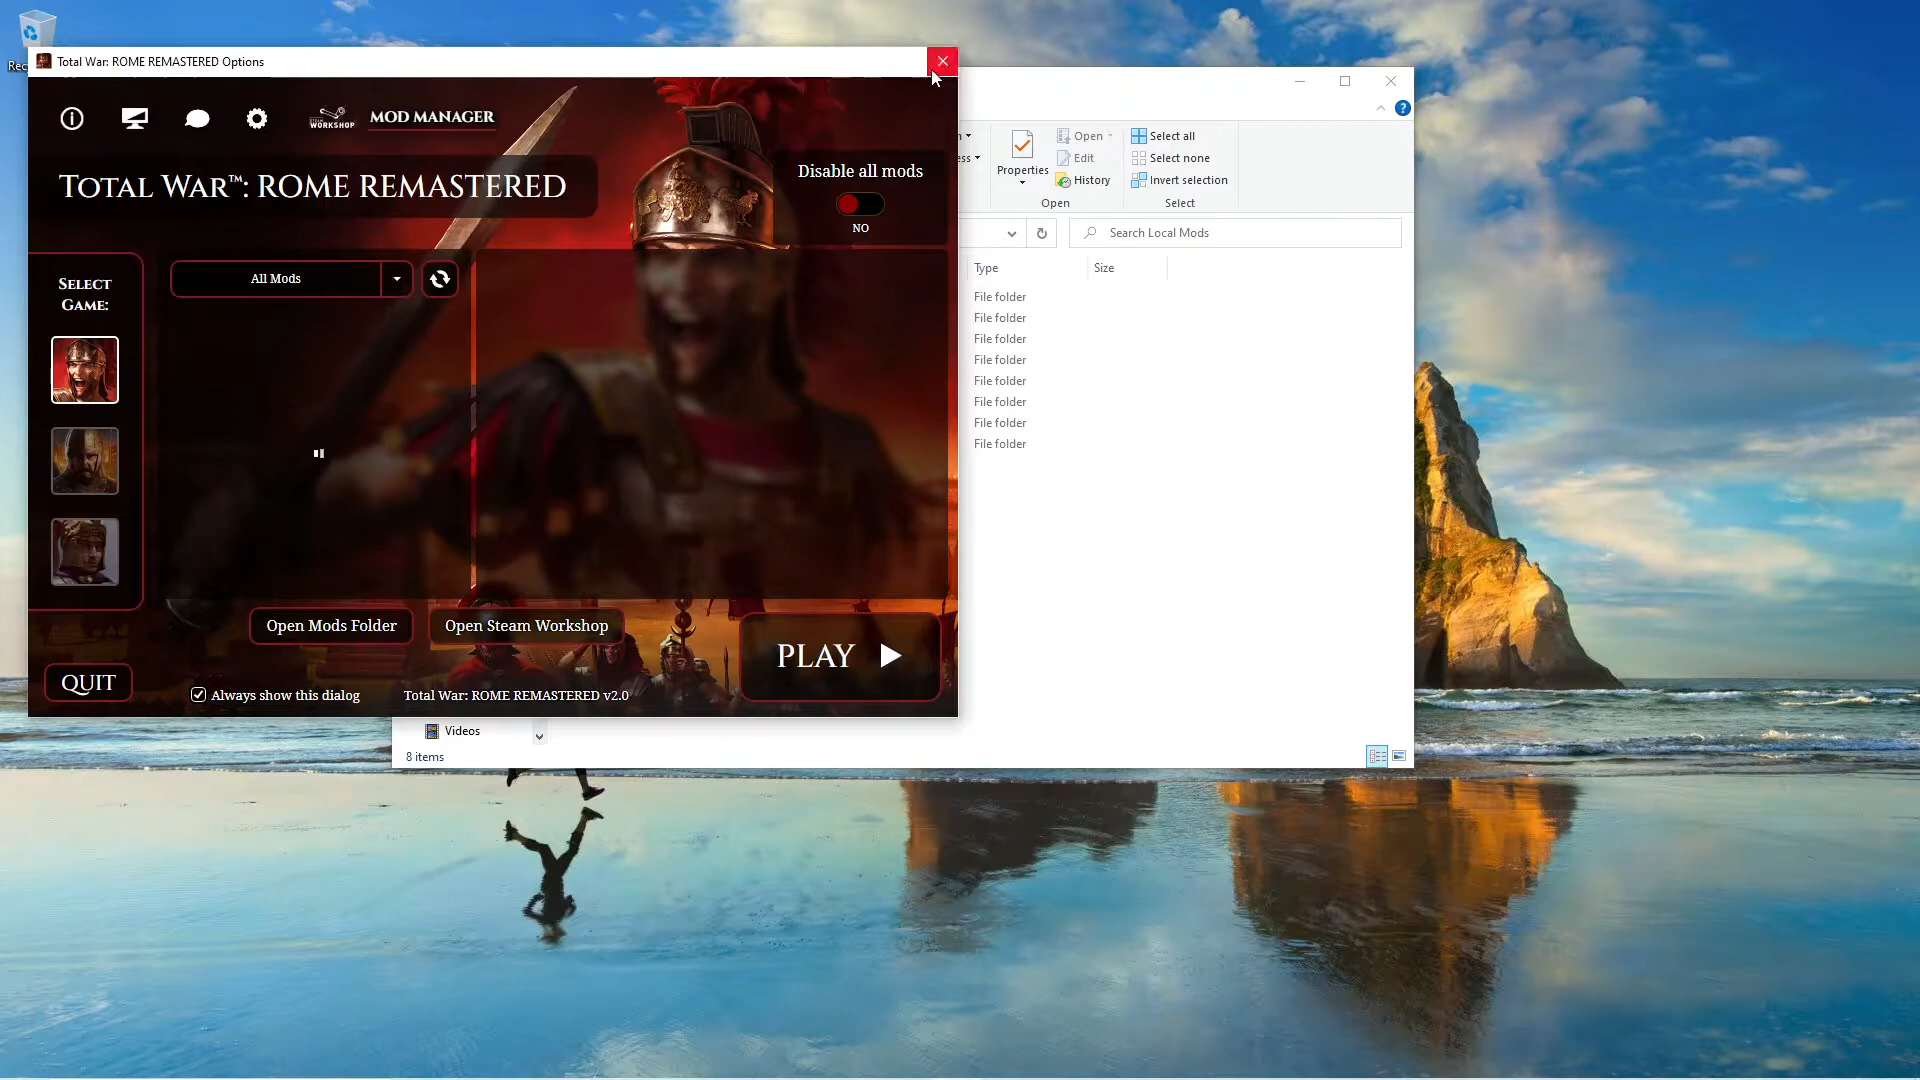 Rec
Total War: ROME REMASTERED Options
STEAM WORKSHOP
MOD MANAGER
TOTAL WAR™: ROME REMASTERED
Disable all mods
NO
SELECT
GAME:
All Mods
Open Mods Folder
Open Steam Workshop
PLAY
QUIT
Always show this dialog
Total War: ROME REMASTERED v2.0
Properties
Open
Edit
History
Open
Select all
Select none
Invert selection
Select
Search Local Mods
Type
Size
File folder
File folder
File folder
File folder
File folder
File folder
File folder
File folder
Videos
8 items